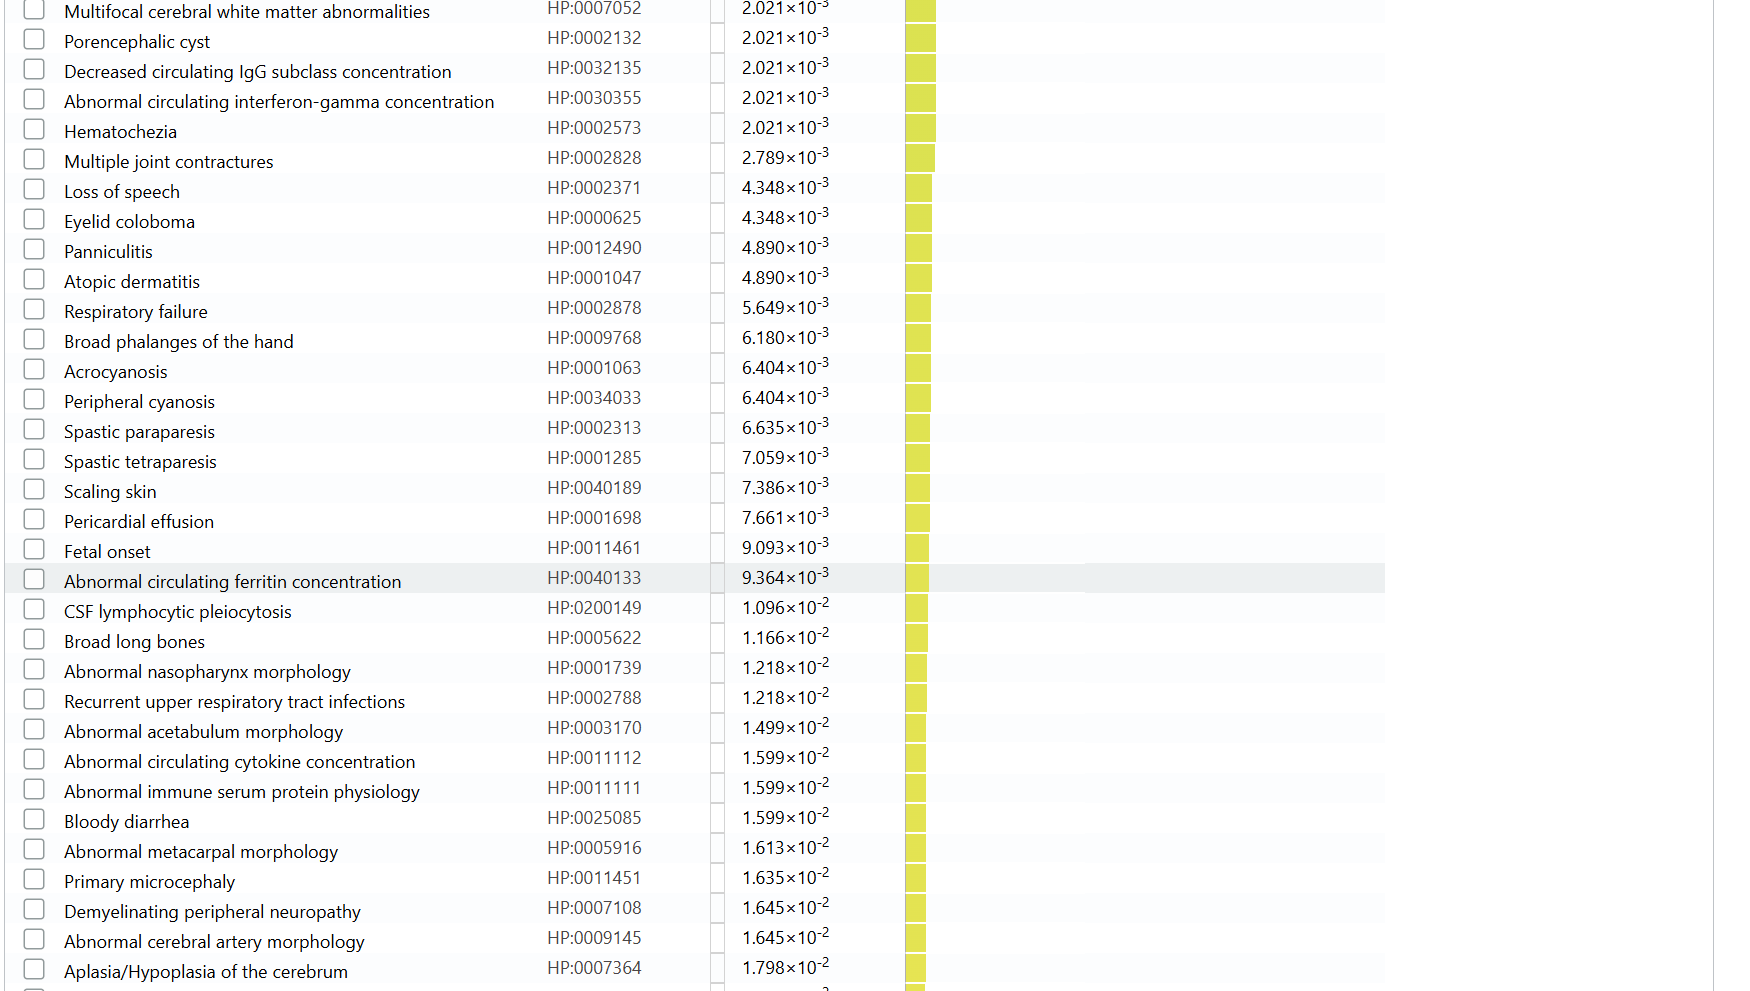 Multifocal cerebral white matter abnormalities HP:0007052 2.021×10-3
Porencephalic cyst HP:0002132 2.021×10-3
Decreased circulating IgG subclass concentration HP:0032135 2.021×10-3
Abnormal circulating interferon-gamma concentration HP:0030355 2.021×10-3
Hematochezia HP:0002573 2.021×10-3
Multiple joint contractures HP:0002828 2.789×10-3
Loss of speech HP:0002371 4.348×10-3
Eyelid coloboma HP:0000625 4.348×10-3
Panniculitis HP:0012490 4.890×10-3
Atopic dermatitis HP:0001047 4.890×10-3
Respiratory failure HP:0002878 5.649×10-3
Broad phalanges of the hand HP:0009768 6.180×10-3
Acrocyanosis HP:0001063 6.404×10-3
Peripheral cyanosis HP:0034033 6.404×10-3
Spastic paraparesis HP:0002313 6.635×10-3
Spastic tetraparesis HP:0001285 7.059×10-3
Scaling skin HP:0040189 7.386×10-3
Pericardial effusion HP:0001698 7.661×10-3
Fetal onset HP:0011461 9.093×10-3
Abnormal circulating ferritin concentration HP:0040133 9.364×10-3
CSF lymphocytic pleiocytosis HP:0200149 1.096×10-2
Broad long bones HP:0005622 1.166×10-2
Abnormal nasopharynx morphology HP:0001739 1.218×10-2
Recurrent upper respiratory tract infections HP:0002788 1.218×10-2
Abnormal acetabulum morphology HP:0003170 1.499×10-2
Abnormal circulating cytokine concentration HP:0011112 1.599×10-2
Abnormal immune serum protein physiology HP:0011111 1.599×10-2
Bloody diarrhea HP:0025085 1.599×10-2
Abnormal metacarpal morphology HP:0005916 1.613×10-2
Primary microcephaly HP:0011451 1.635×10-2
Demyelinating peripheral neuropathy HP:0007108 1.645×10-2
Abnormal cerebral artery morphology HP:0009145 1.645×10-2
Aplasia/Hypoplasia of the cerebrum HP:0007364 1.798×10-2